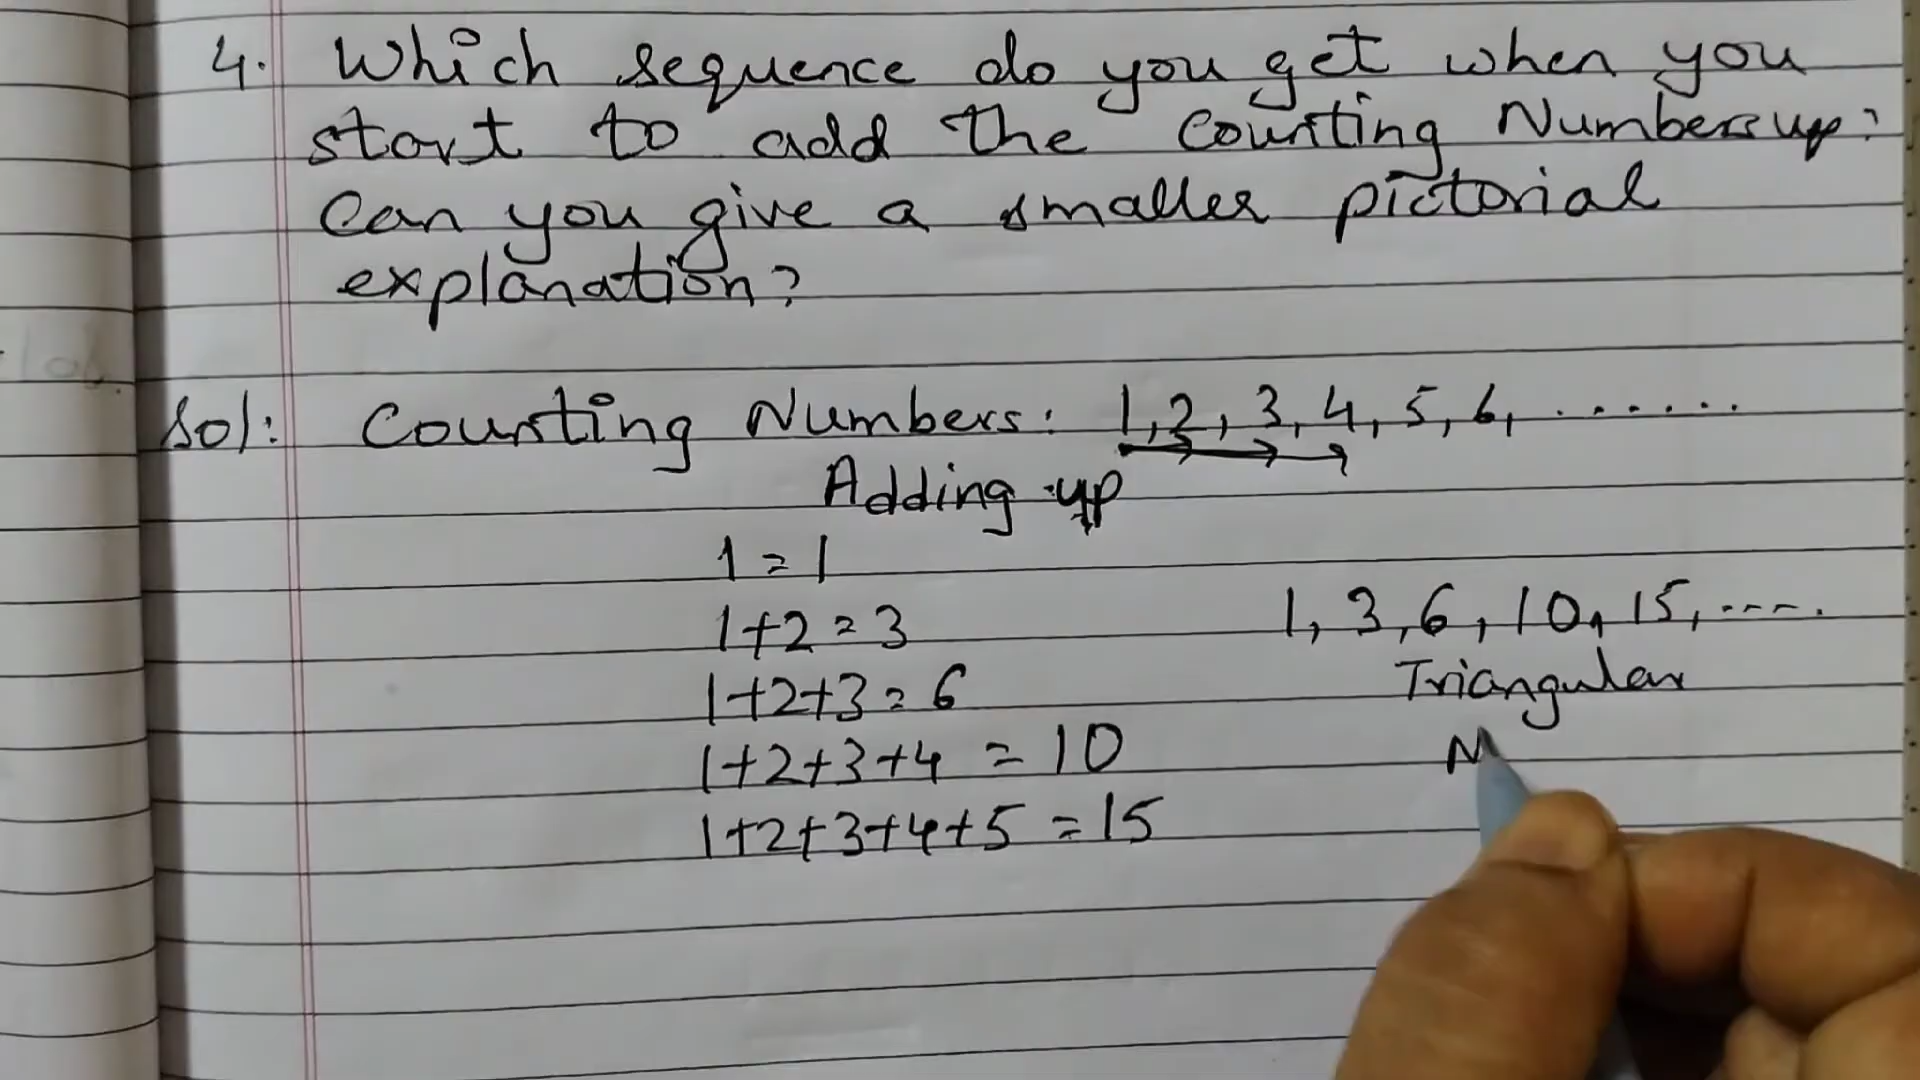 4. Which sequence do you get when you
start to add the Counting Numbers up?
Can you give a smaller pictorial
explanation?
Sol: Counting Numbers: 1, 2, 3, 4, 5, 6, .......
Adding up
1 = 1
1+2 = 3
1, 3, 6, 10, 15, -----.
1+2+3 = 6
Triangular
1+2+3+4 = 10
N
1+2+3+4+5 = 15